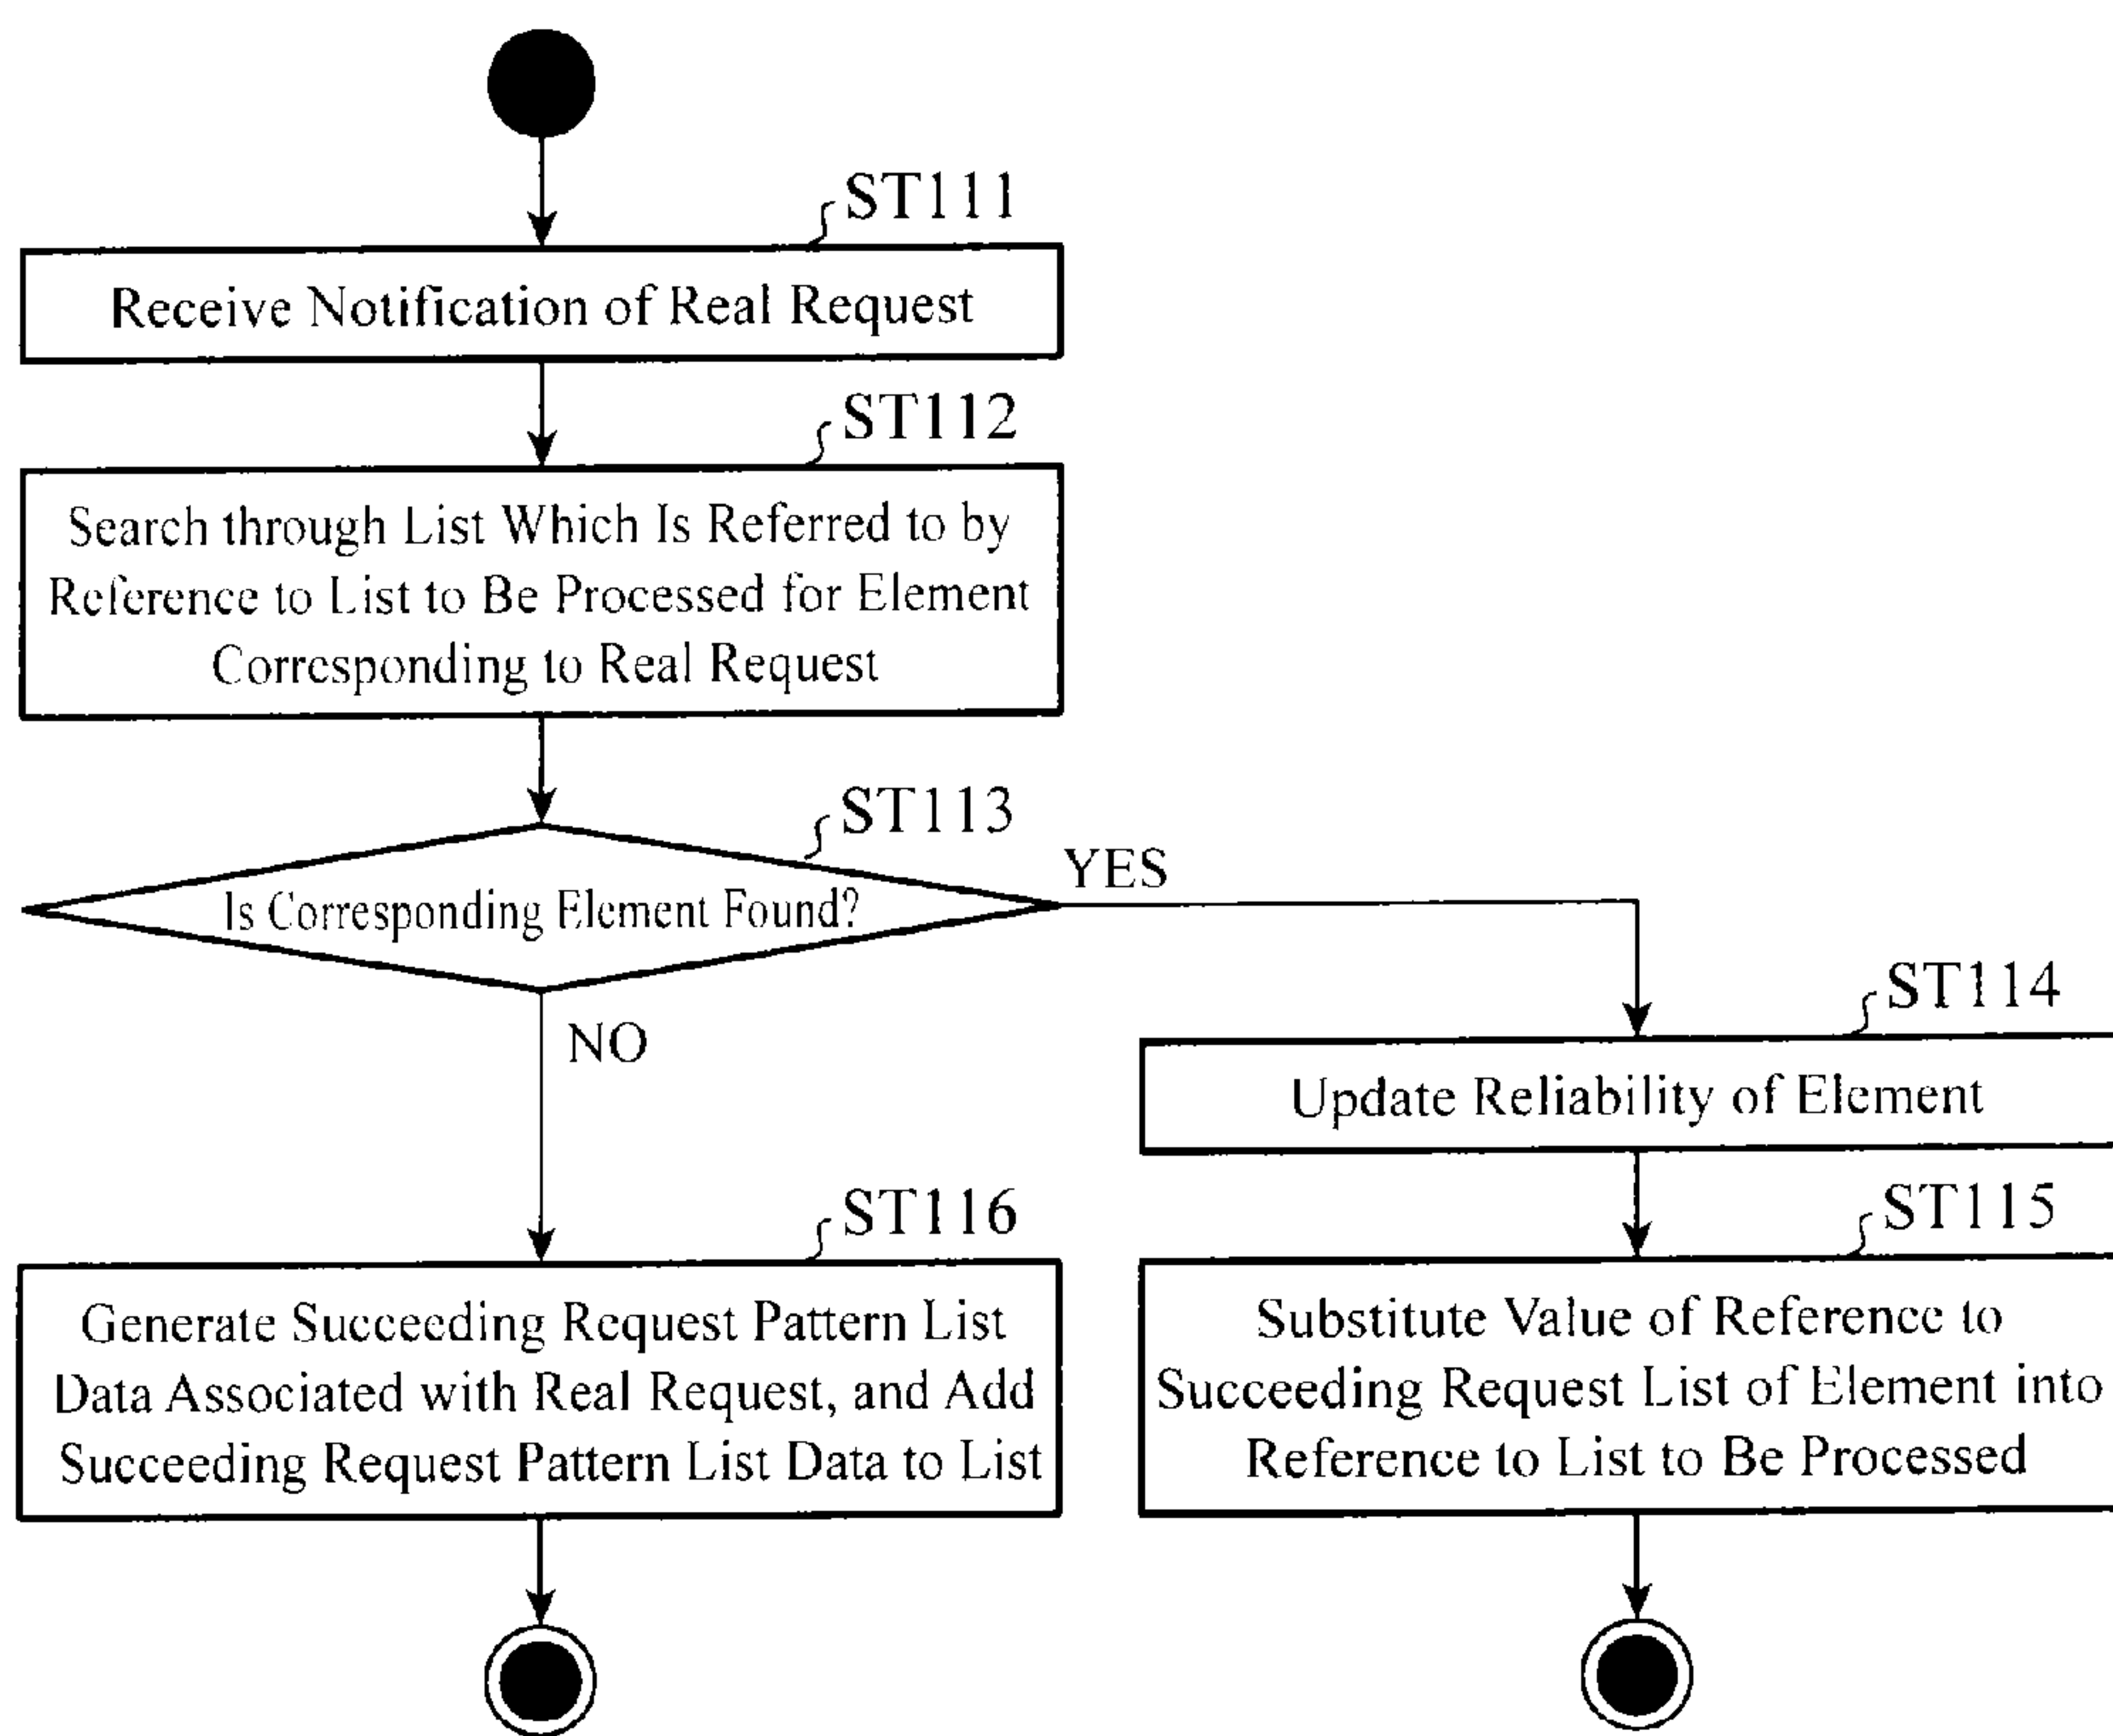 ST111
Receive Notification of Real Request
ST112
Search through List Which Is Referred to by
Reference to List to Be Processed for Element
Corresponding to Real Request
ST113
Is Corresponding Element Found?
YES
NO
ST114
Update Reliability of Element
ST115
Substitute Value of Reference to
Succeeding Request List of Element into
Reference to List to Be Processed
ST116
Generate Succeeding Request Pattern List
Data Associated with Real Request, and Add
Succeeding Request Pattern List Data to List